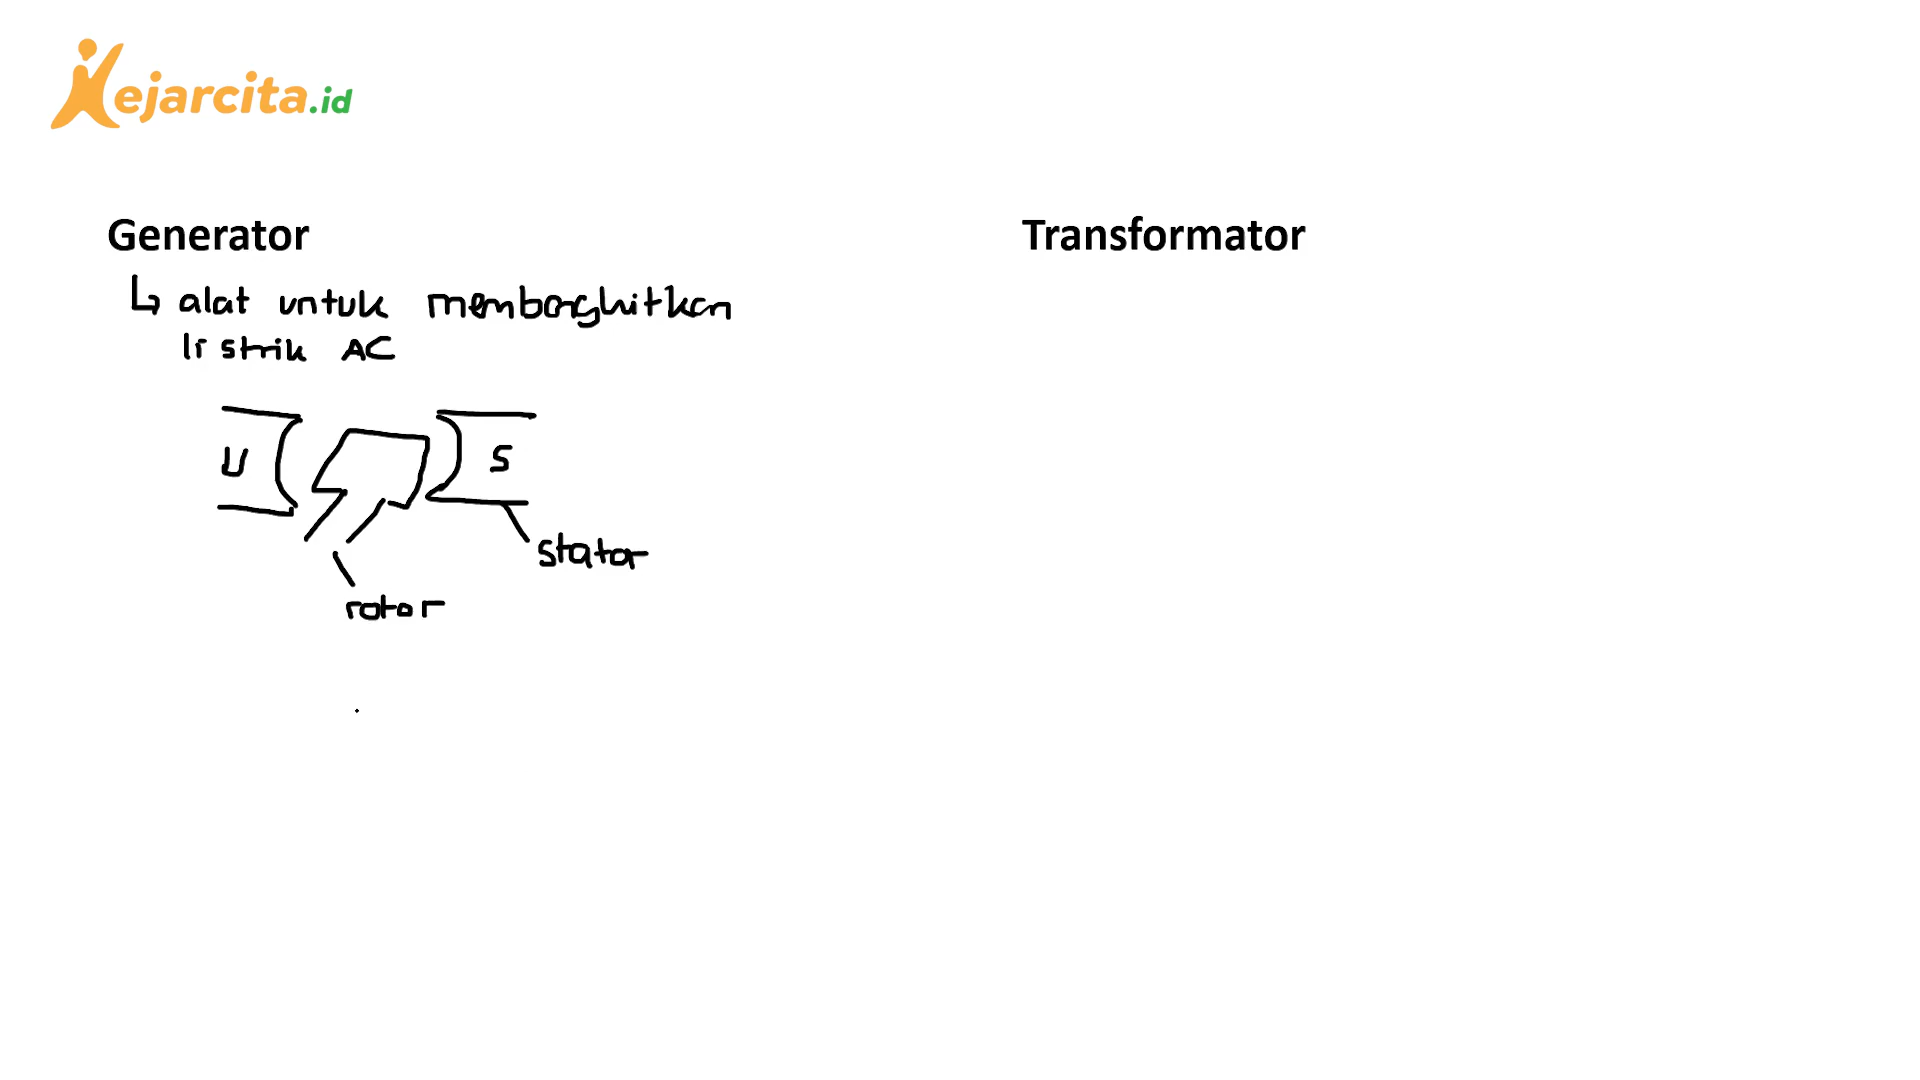 Kejarcita.id
Generator
Transformator
↳ alat untuk membangkitkan
listrik AC
U
S
stator
rotor